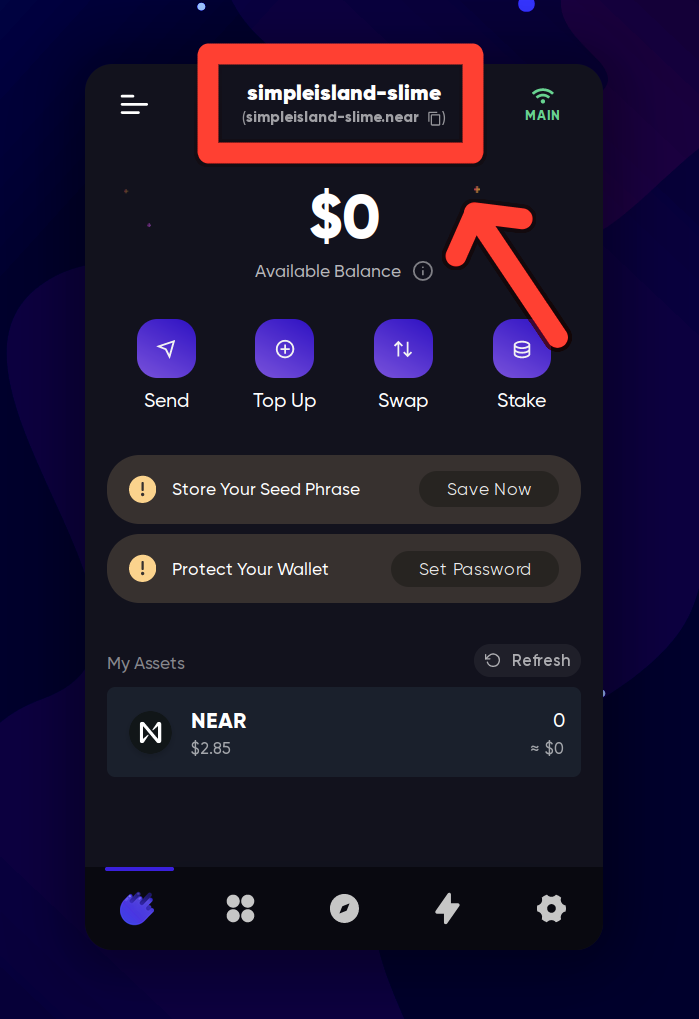 simpleisland-slime
(simpleisland-slime.near )
MAIN
$0
Available Balance
Send
Top Up
Swap
Stake
! Store Your Seed Phrase
Save Now
! Protect Your Wallet
Set Password
My Assets
Refresh
NEAR
0
$2.85
≈ $0